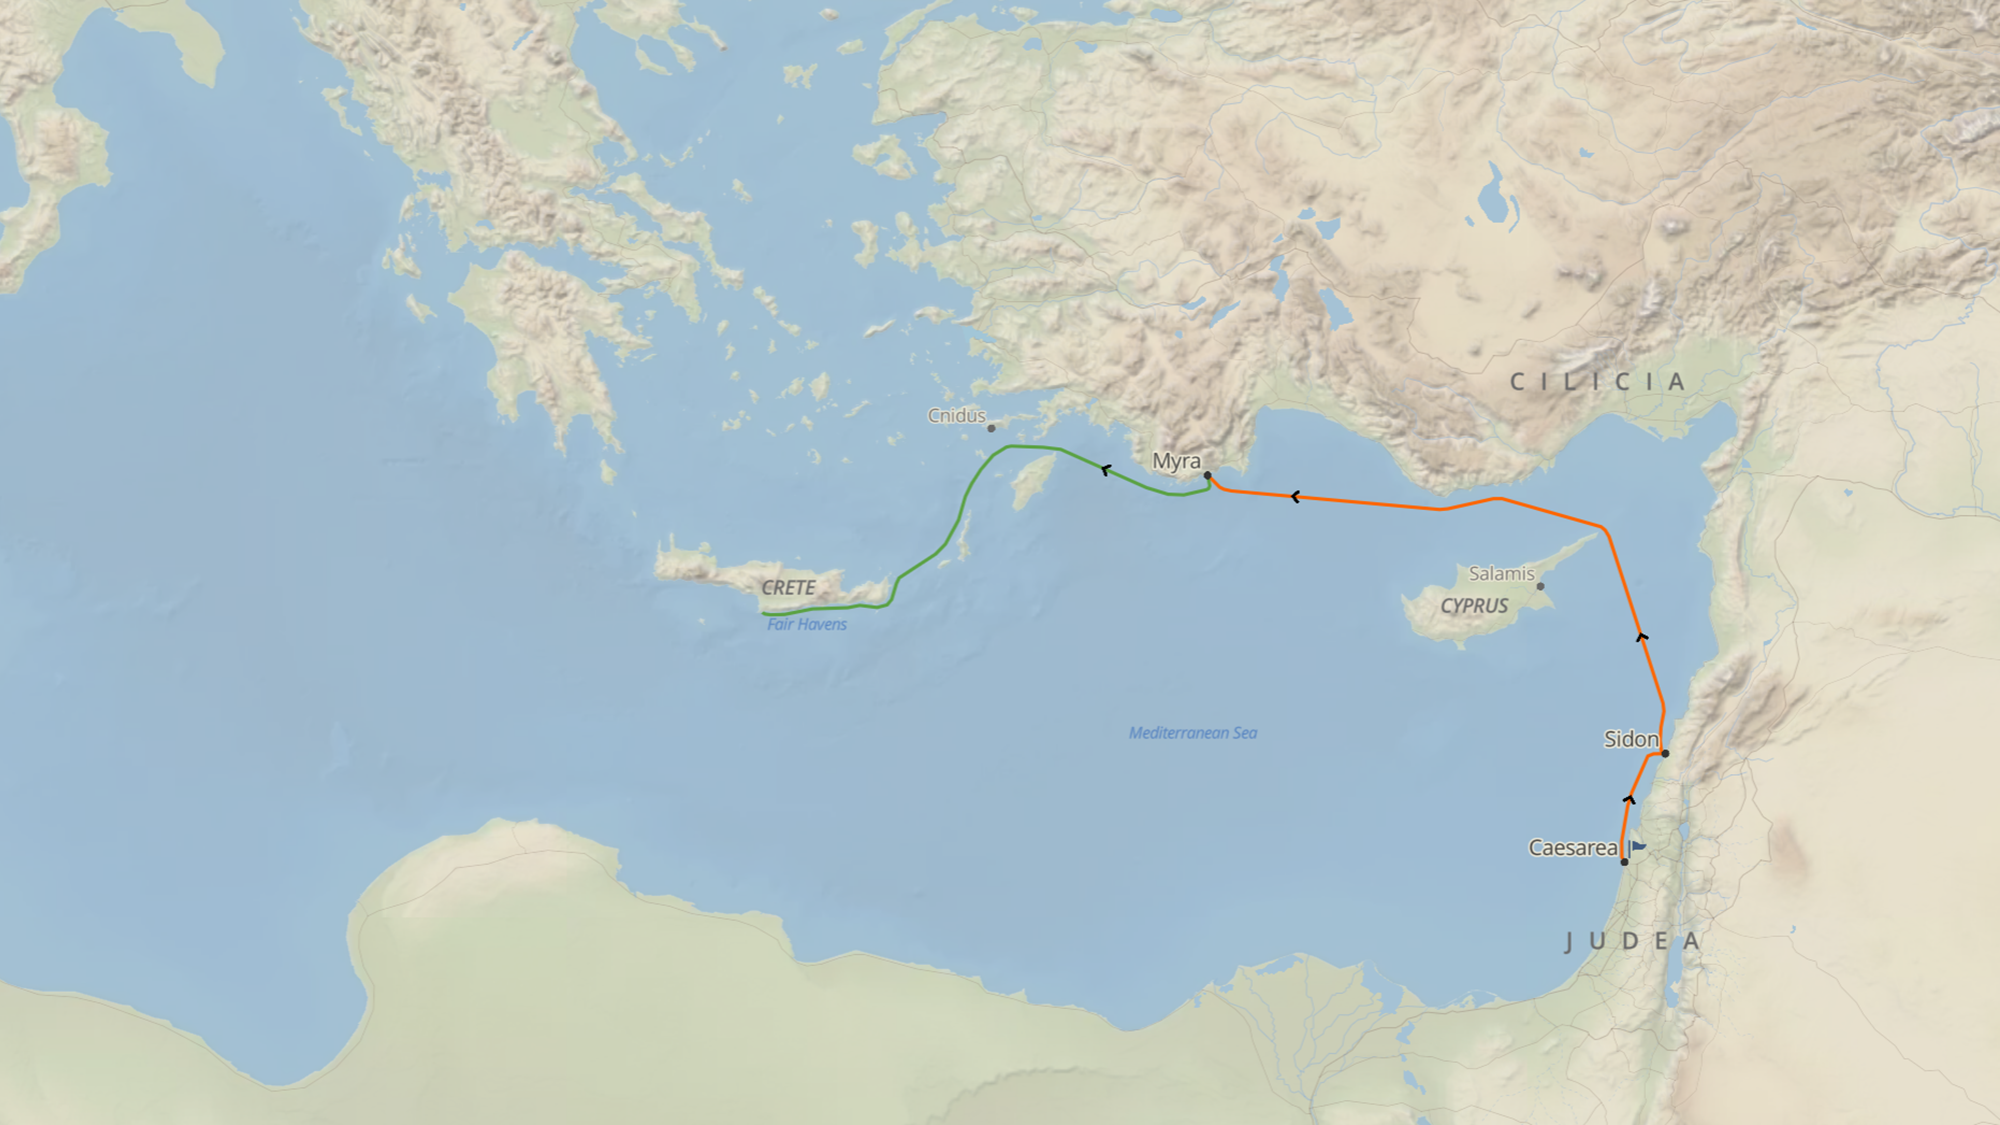 CILICIA
Cnidus
Myra
Salamis
CRETE
CYPRUS
Fair Havens
Mediterranean Sea
Sidon
Caesarea
JUDEA